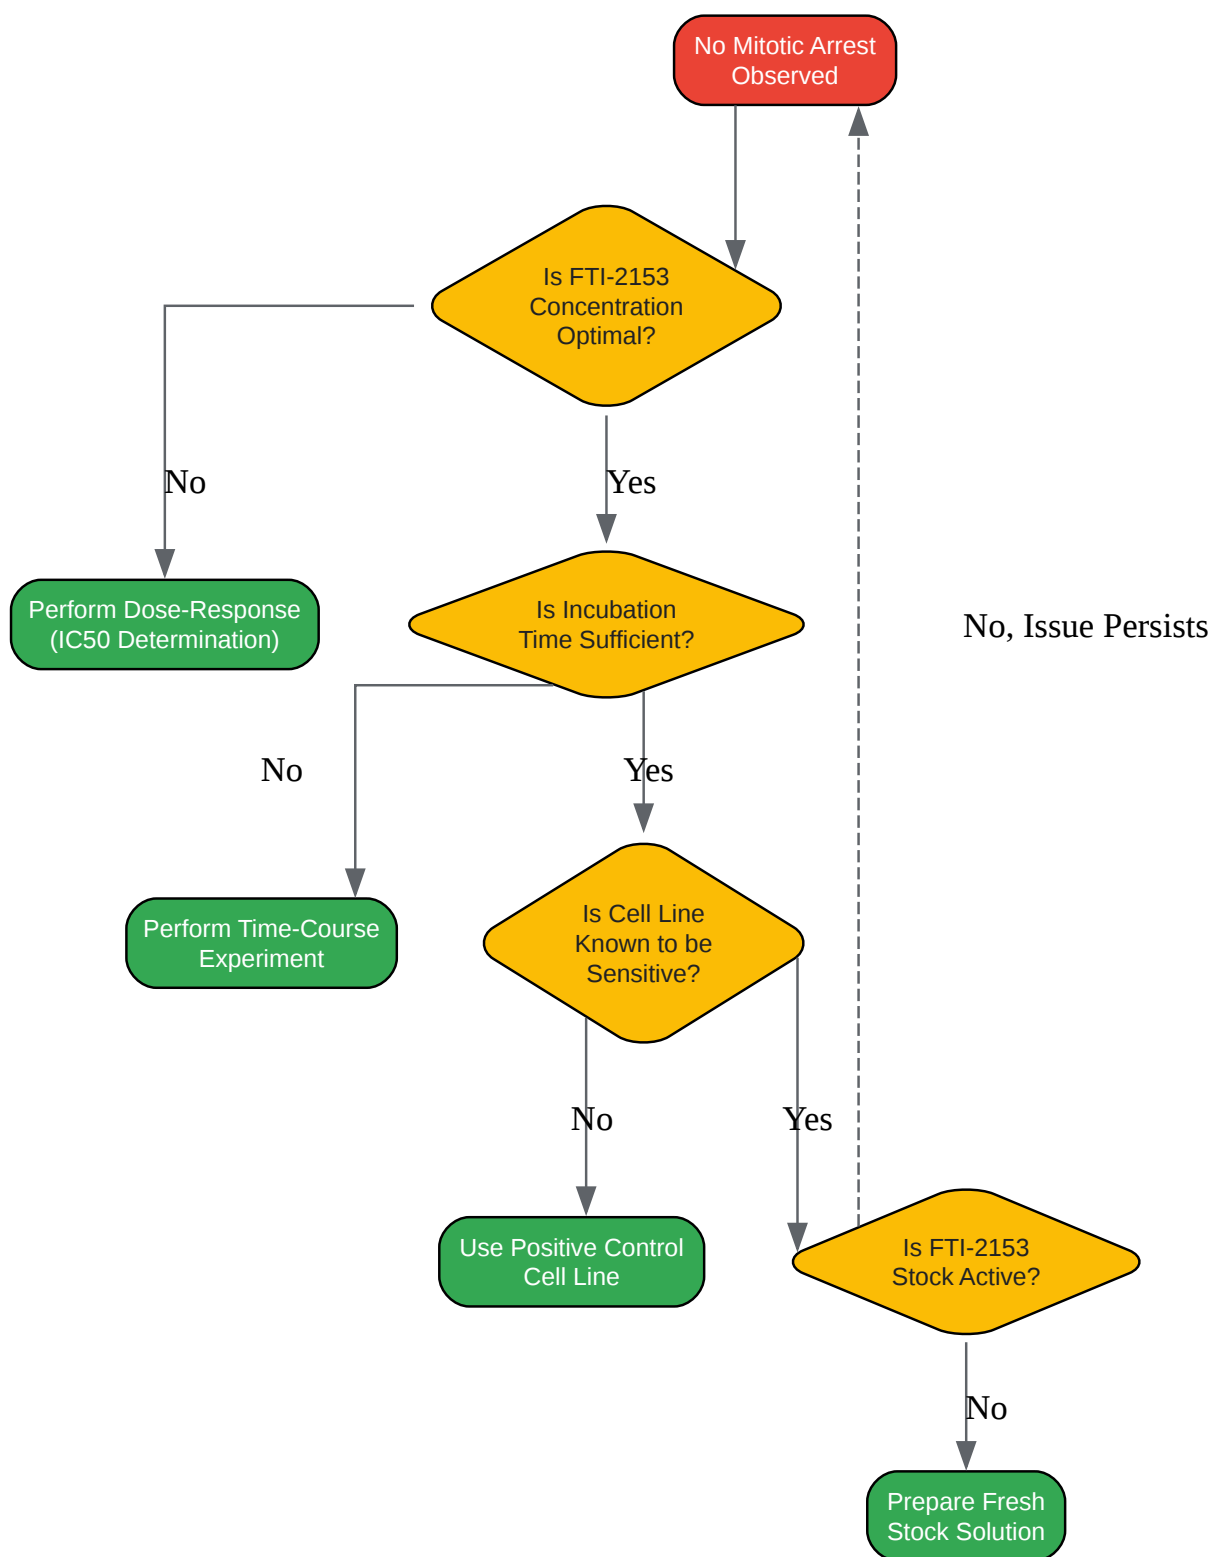 No Mitotic Arrest
Observed
Is FTI-2153
Concentration
Optimal?
No
Yes
Perform Dose-Response
(IC50 Determination)
Is Incubation
Time Sufficient?
No, Issue Persists
No
Yes
Perform Time-Course
Experiment
Is Cell Line
Known to be
Sensitive?
No
Yes
Use Positive Control
Cell Line
Is FTI-2153
Stock Active?
No
Prepare Fresh
Stock Solution